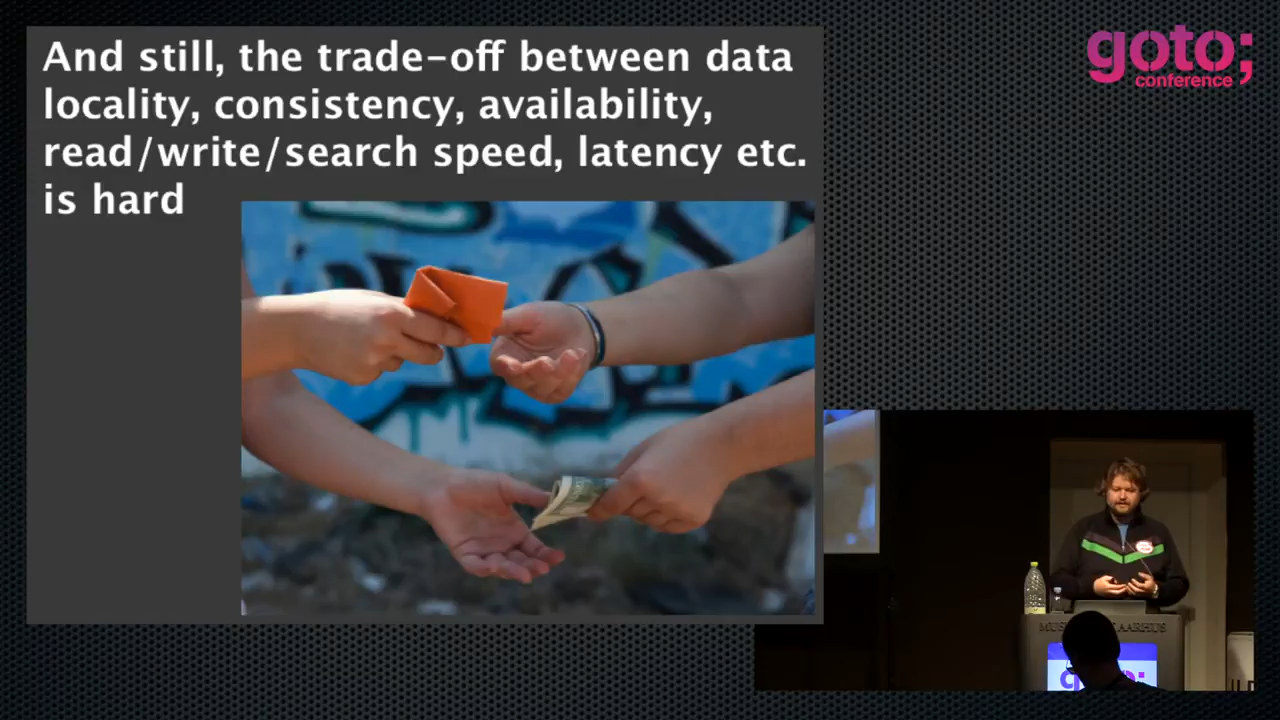 And still, the trade-off between data
locality, consistency, availability,
read/write/search speed, latency etc.
is hard
goto;
conference